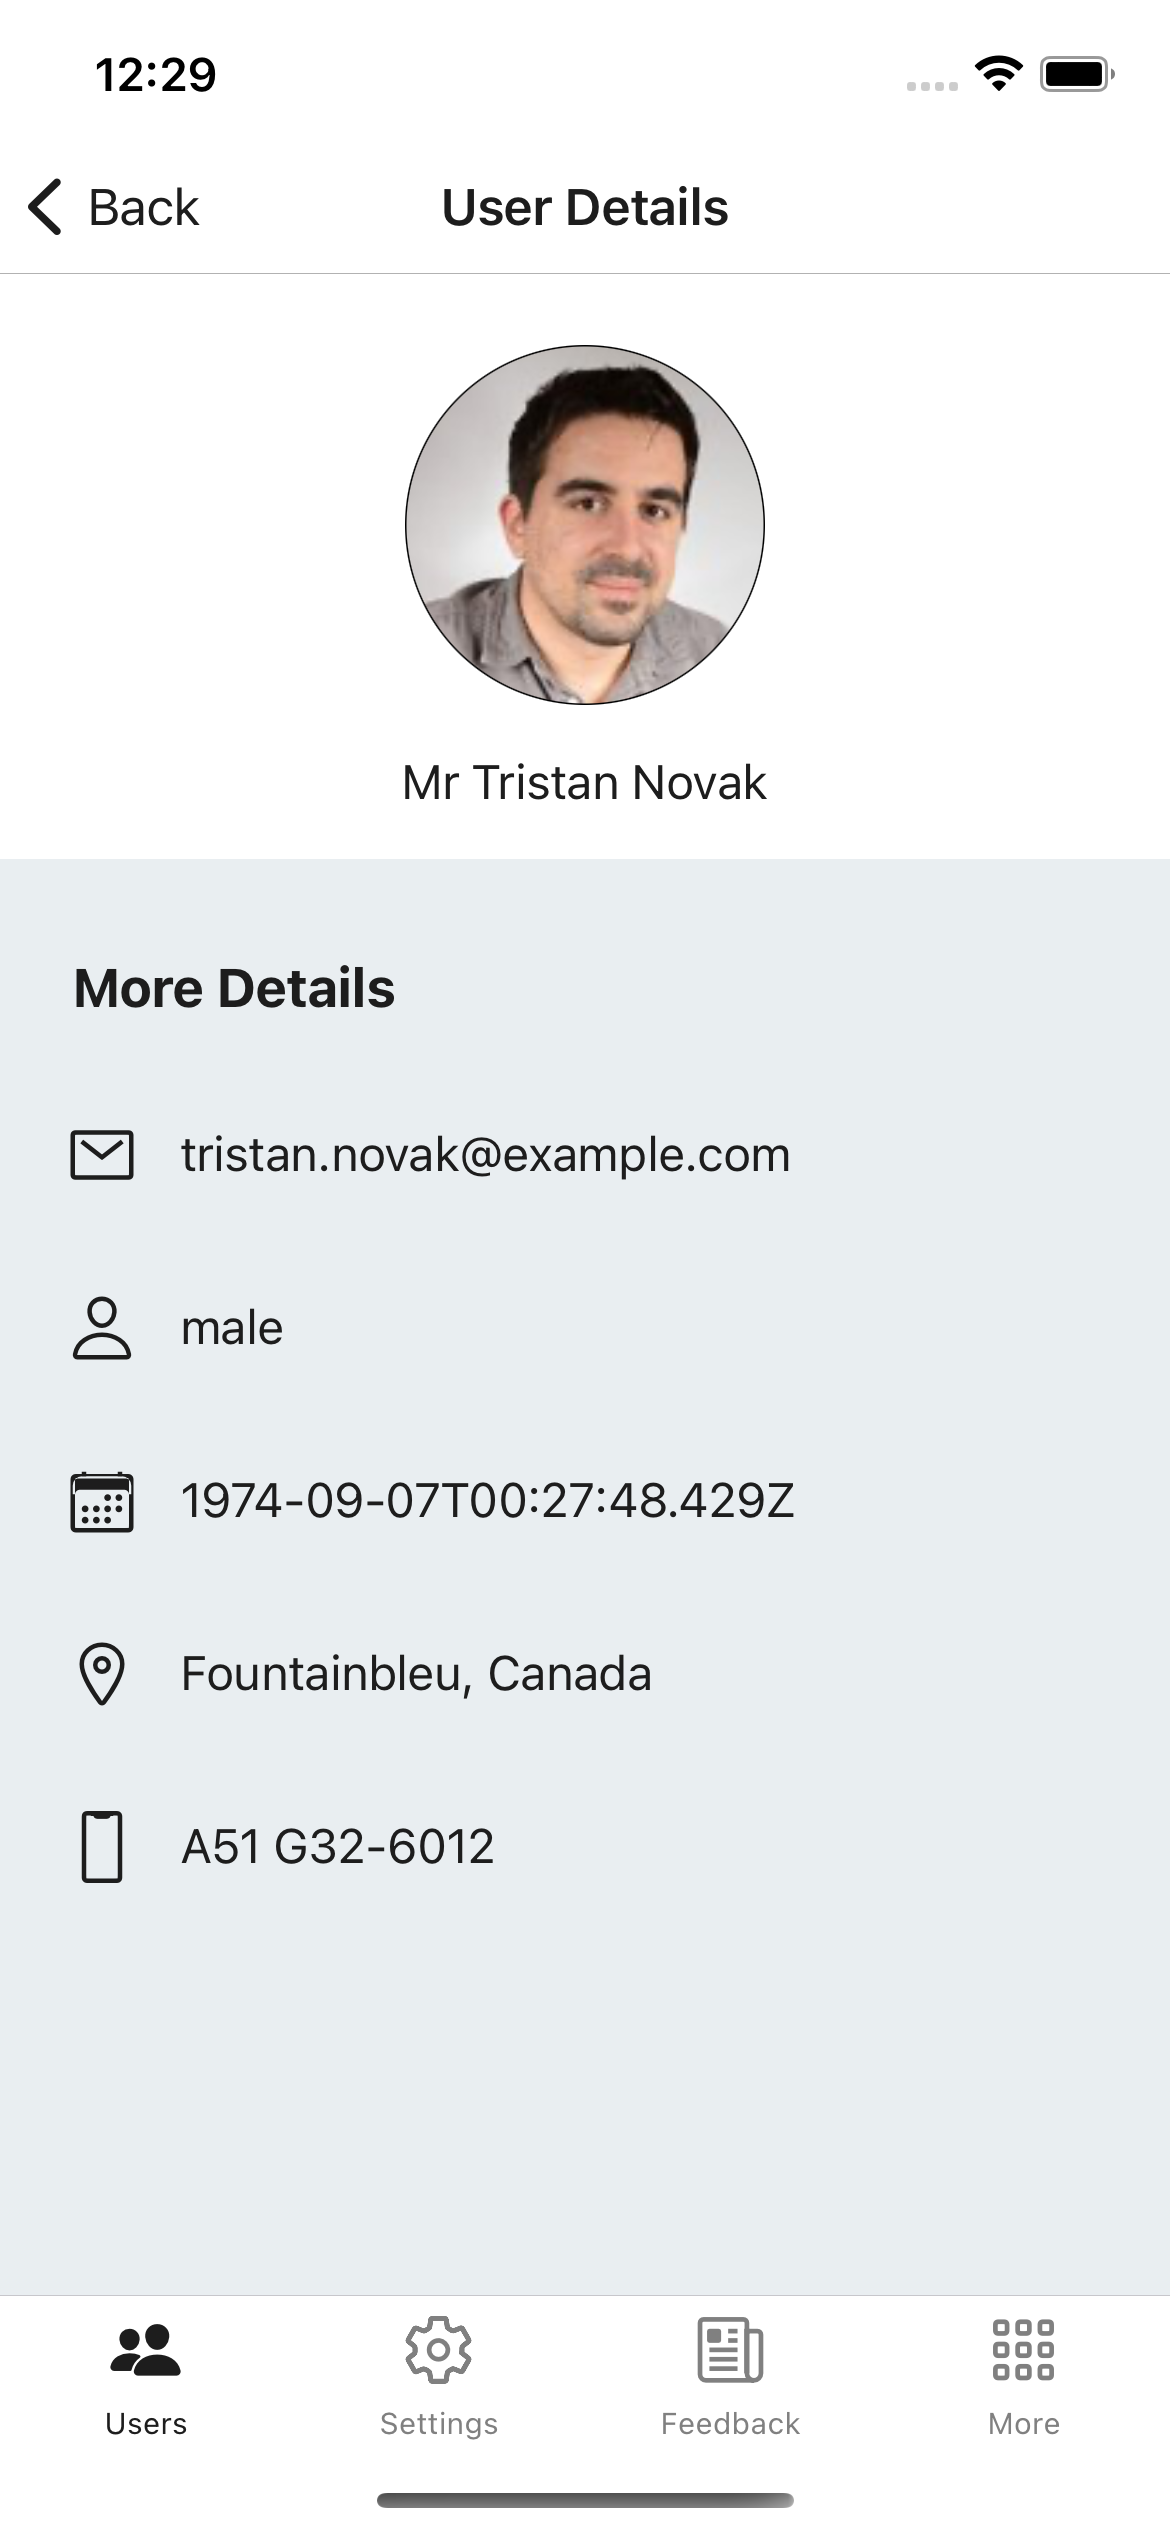 12:29
Back
User Details
Mr Tristan Novak
More Details
tristan.novak@example.com
male
1974-09-07T00:27:48.429Z
Fountainbleu, Canada
A51 G32-6012
Users
Settings
Feedback
More